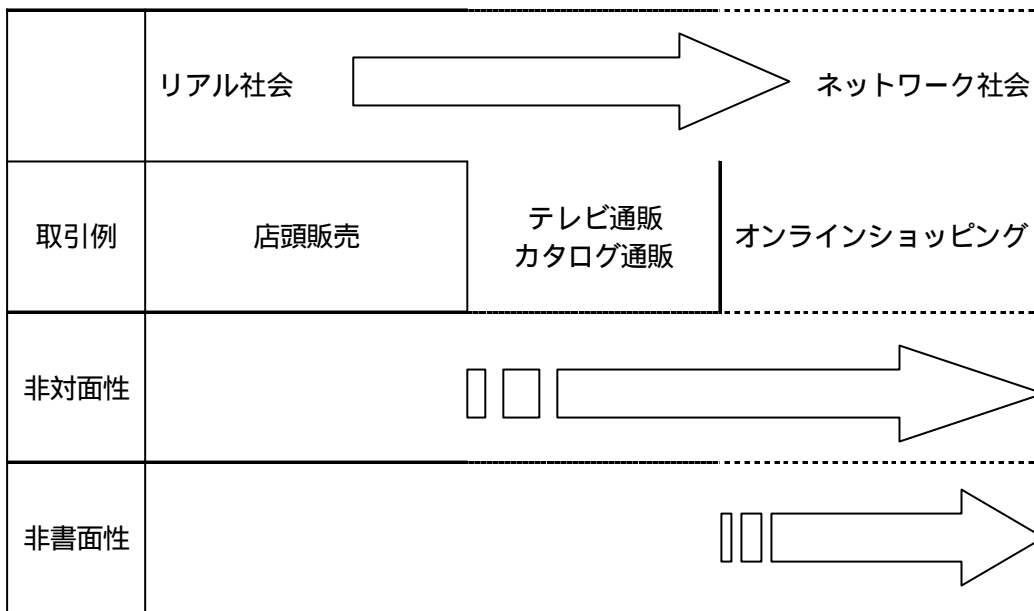 リアル社会
ネットワーク社会
取引例
店頭販売
テレビ通販
カタログ通販
オンラインショッピング
非対面性
非書面性